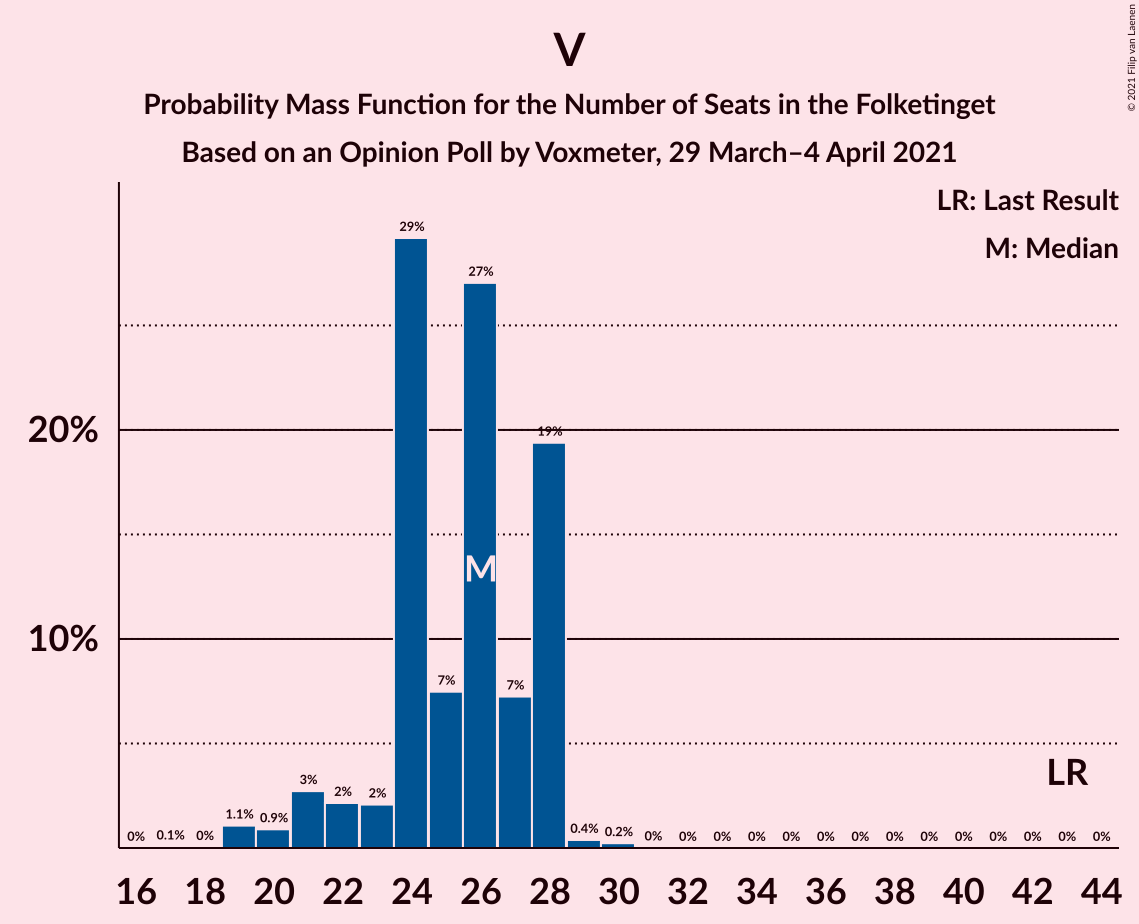 © 2021 Filip van Laenen
V
Probability Mass Function for the Number of Seats in the Folketinget
Based on an Opinion Poll by Voxmeter, 29 March–4 April 2021
LR: Last Result
M: Median
29%
27%
20%
19%
M
10%
7%
7%
LR
3%
2%
2%
1.1%
0.9%
0.4%
0.2%
0% 0.1% 0% 0% 0% 0% 0% 0% 0% 0% 0% 0% 0% 0% 0% 0% 0%
16 18 20 22 24 26 28 30 32 34 36 38 40 42 44